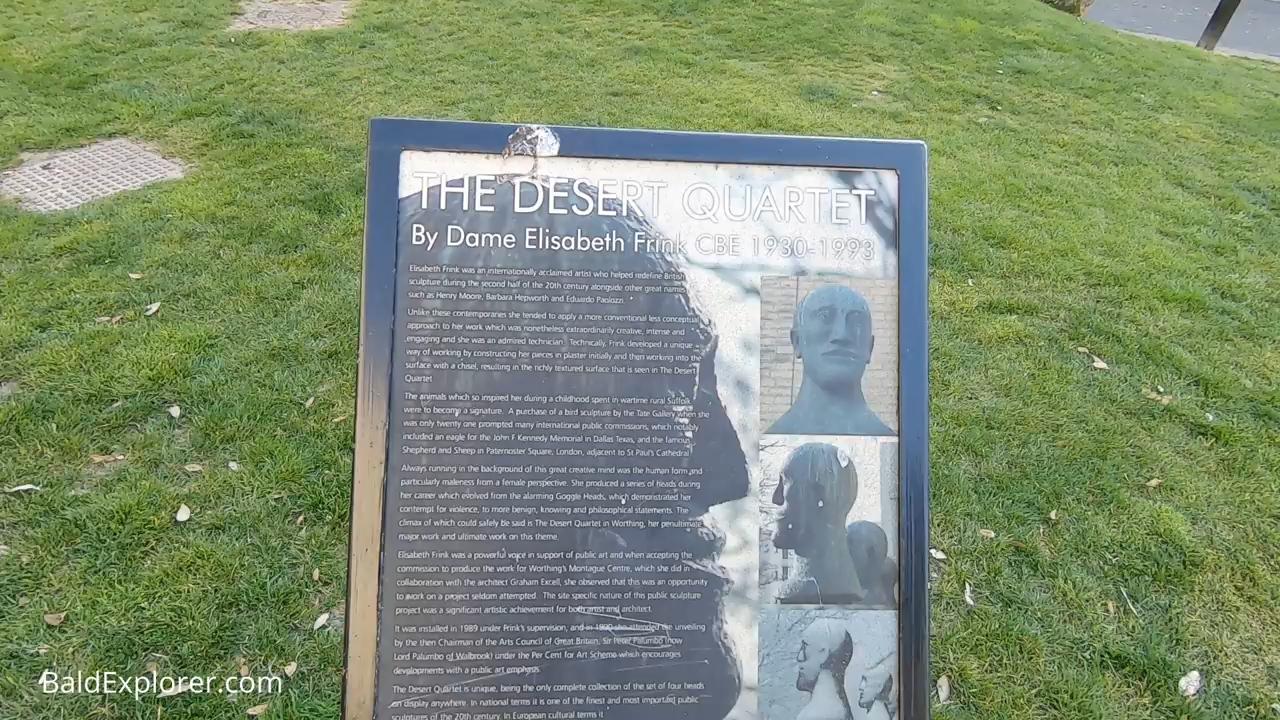 THE DESERT QUARTET
By Dame Elisabeth Frink CBE 1930-1993
Elisabeth Frink was an internationally acclaimed artist who helped redefine British
sculpture during the second half of the 20th century alongside other great names
such as Henry Moore, Barbara Hepworth and Eduardo Paolozzi.
Unlike these contemporaries she tended to apply a more conventional less conceptual
approach to her work which was nonetheless extraordinarily creative, intense and
engaging and she was an admired technician. Technically, Frink developed a unique
way of working by constructing her pieces in plaster initially and then working into the
surface with a chisel, resulting in the richly textured surface that is seen in The Desert
Quartet
The animals which so inspired her during a childhood spent in wartime rural Suffolk
were to become a signature. A purchase of a bird sculpture by the Tate Gallery when she
was only twenty one prompted many international public commissions, which notably
included an eagle for the John F Kennedy Memorial in Dallas Texas, and the famous
Shepherd and Sheep in Paternoster Square, London, adjacent to St Paul's Cathedral
Always running in the background of this great creative mind was the human form and
particularly maleness from a female perspective. She produced a series of heads during
her career which evolved from the alarming Goggle Heads, which demonstrated her
contempt for violence, to more benign, knowing and philosophical statements. The
climax of which could safely be said is The Desert Quartet in Worthing, her penultimate
major work and ultimate work on this theme.
Elisabeth Frink was a powerful voice in support of public art and when accepting the
commission to produce the work for Worthing's Montague Centre, which she did in
collaboration with the architect Graham Excell, she observed that this was an opportunity
to work on a project seldom attempted. The site specific nature of this public sculpture
project was a significant artistic achievement for both artist and architect.
It was installed in 1989 under Frink's supervision, and in 1990 she attended the unveiling
by the then Chairman of the Arts Council of Great Britain, Sir Peter Palumbo (now
Lord Palumbo of Walbrook) under the Per Cent for Art Scheme which encourages
developments with a public art emphasis.
The Desert Quartet is unique, being the only complete collection of the set of four heads
on display anywhere. In national terms it is one of the finest and most important public
sculptures of the 20th century. In European cultural terms it
BaldExplorer.com